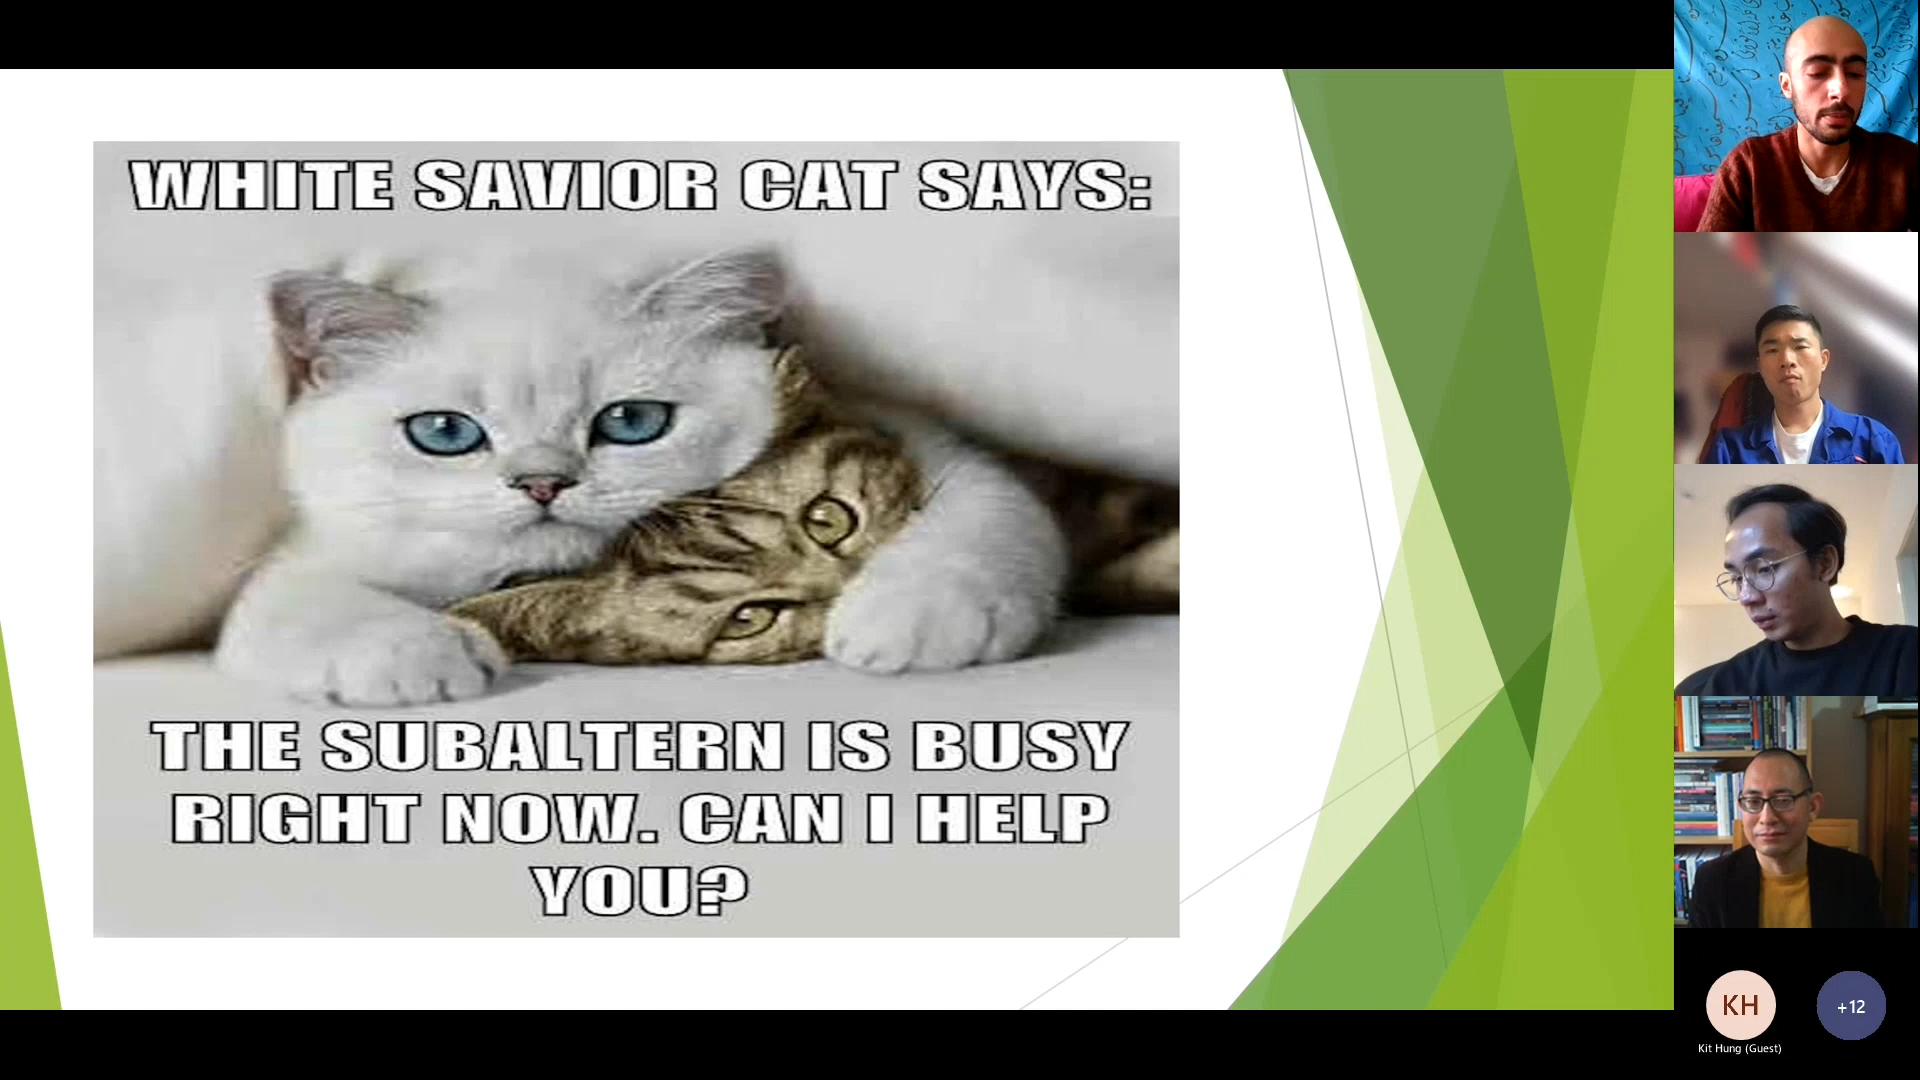 WHITE SAVIOR CAT SAYS:
THE SUBALTERN IS BUSY
RIGHT NOW. CAN I HELP
YOU?
KH
+12
Kit Hung (Guest)